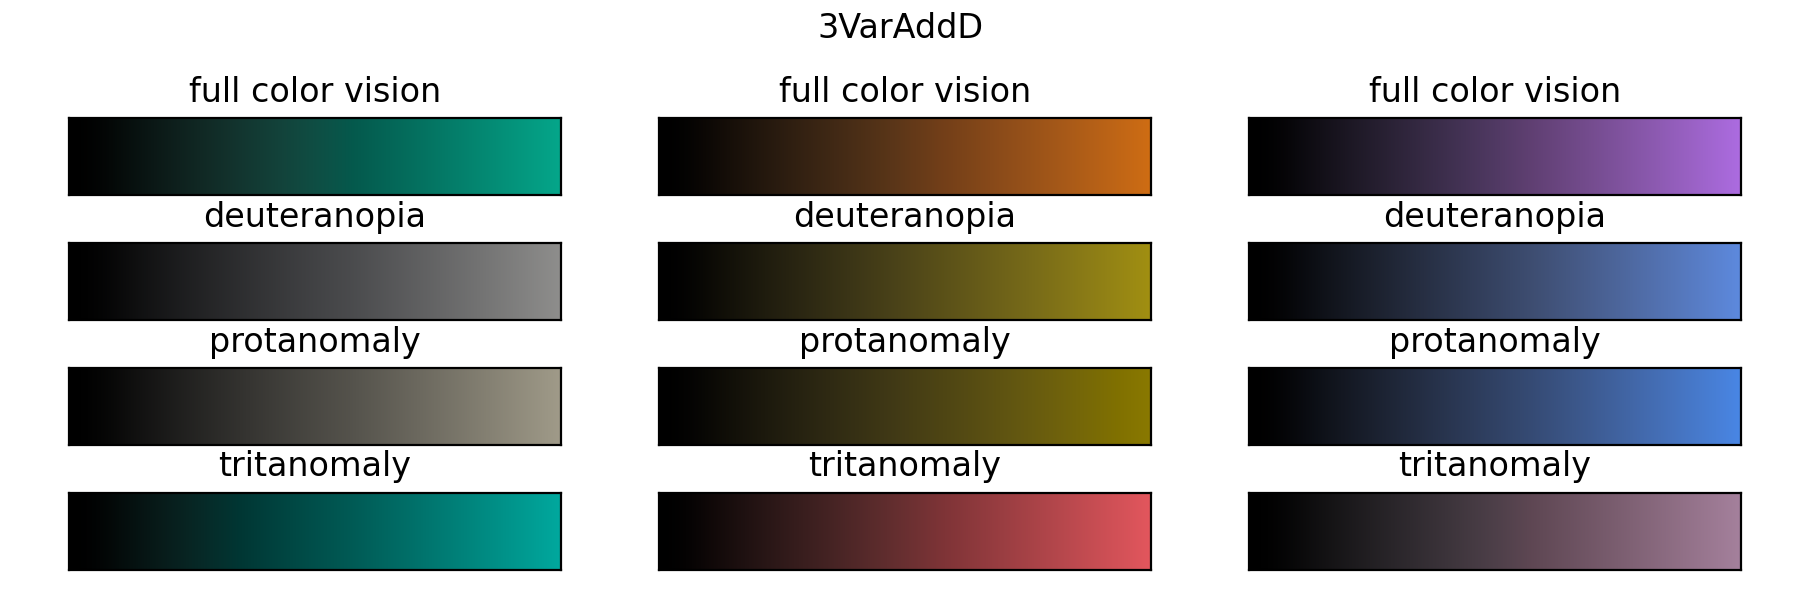 3VarAddD
full color vision
full color vision
full color vision
deuteranopia
deuteranopia
deuteranopia
protanomaly
protanomaly
protanomaly
tritanomaly
tritanomaly
tritanomaly